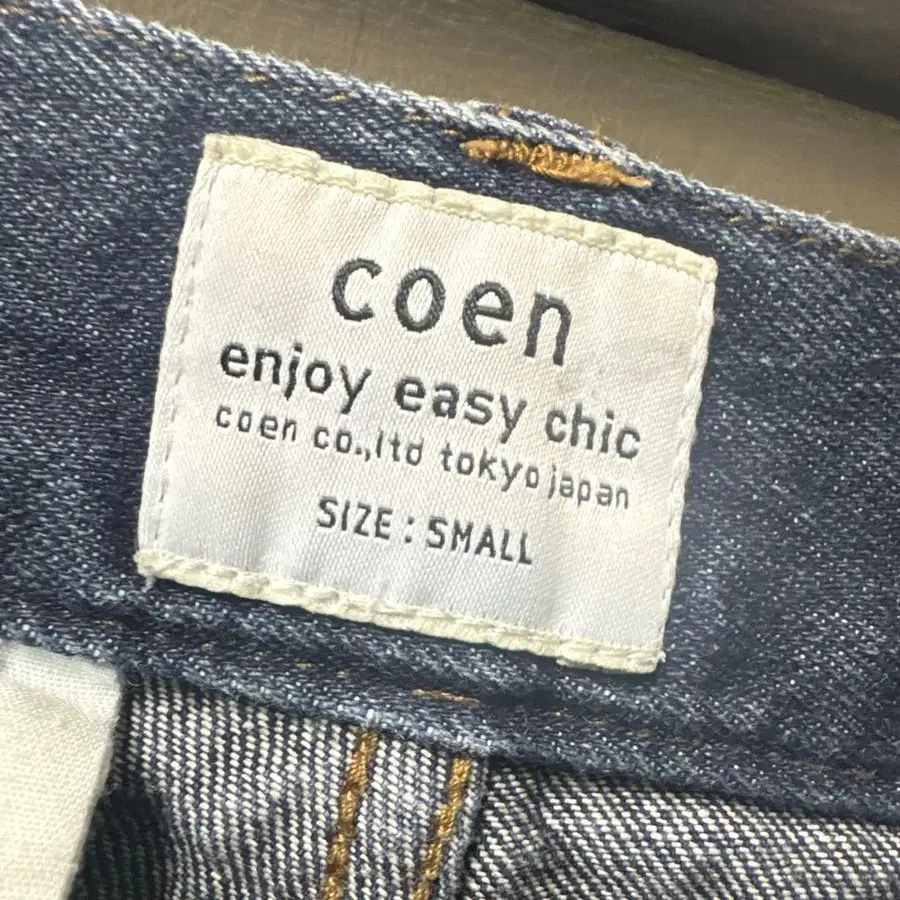 coen
enjoy easy chic
coen co.,ltd tokyo japan
SIZE : SMALL